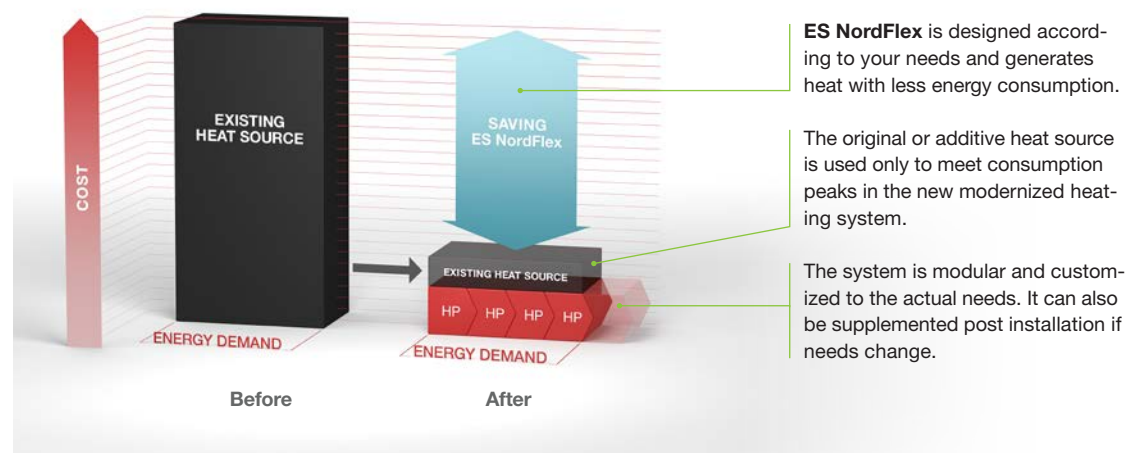 COST
EXISTING
HEAT SOURCE
ENERGY DEMAND
Before
SAVING
ES NordFlex
EXISTING HEAT SOURCE
HP HP HP HP
ENERGY DEMAND
After
ES NordFlex is designed accord-
ing to your needs and generates
heat with less energy consumption.
The original or additive heat source
is used only to meet consumption
peaks in the new modernized heat-
ing system.
The system is modular and custom-
ized to the actual needs. It can also
be supplemented post installation if
needs change.